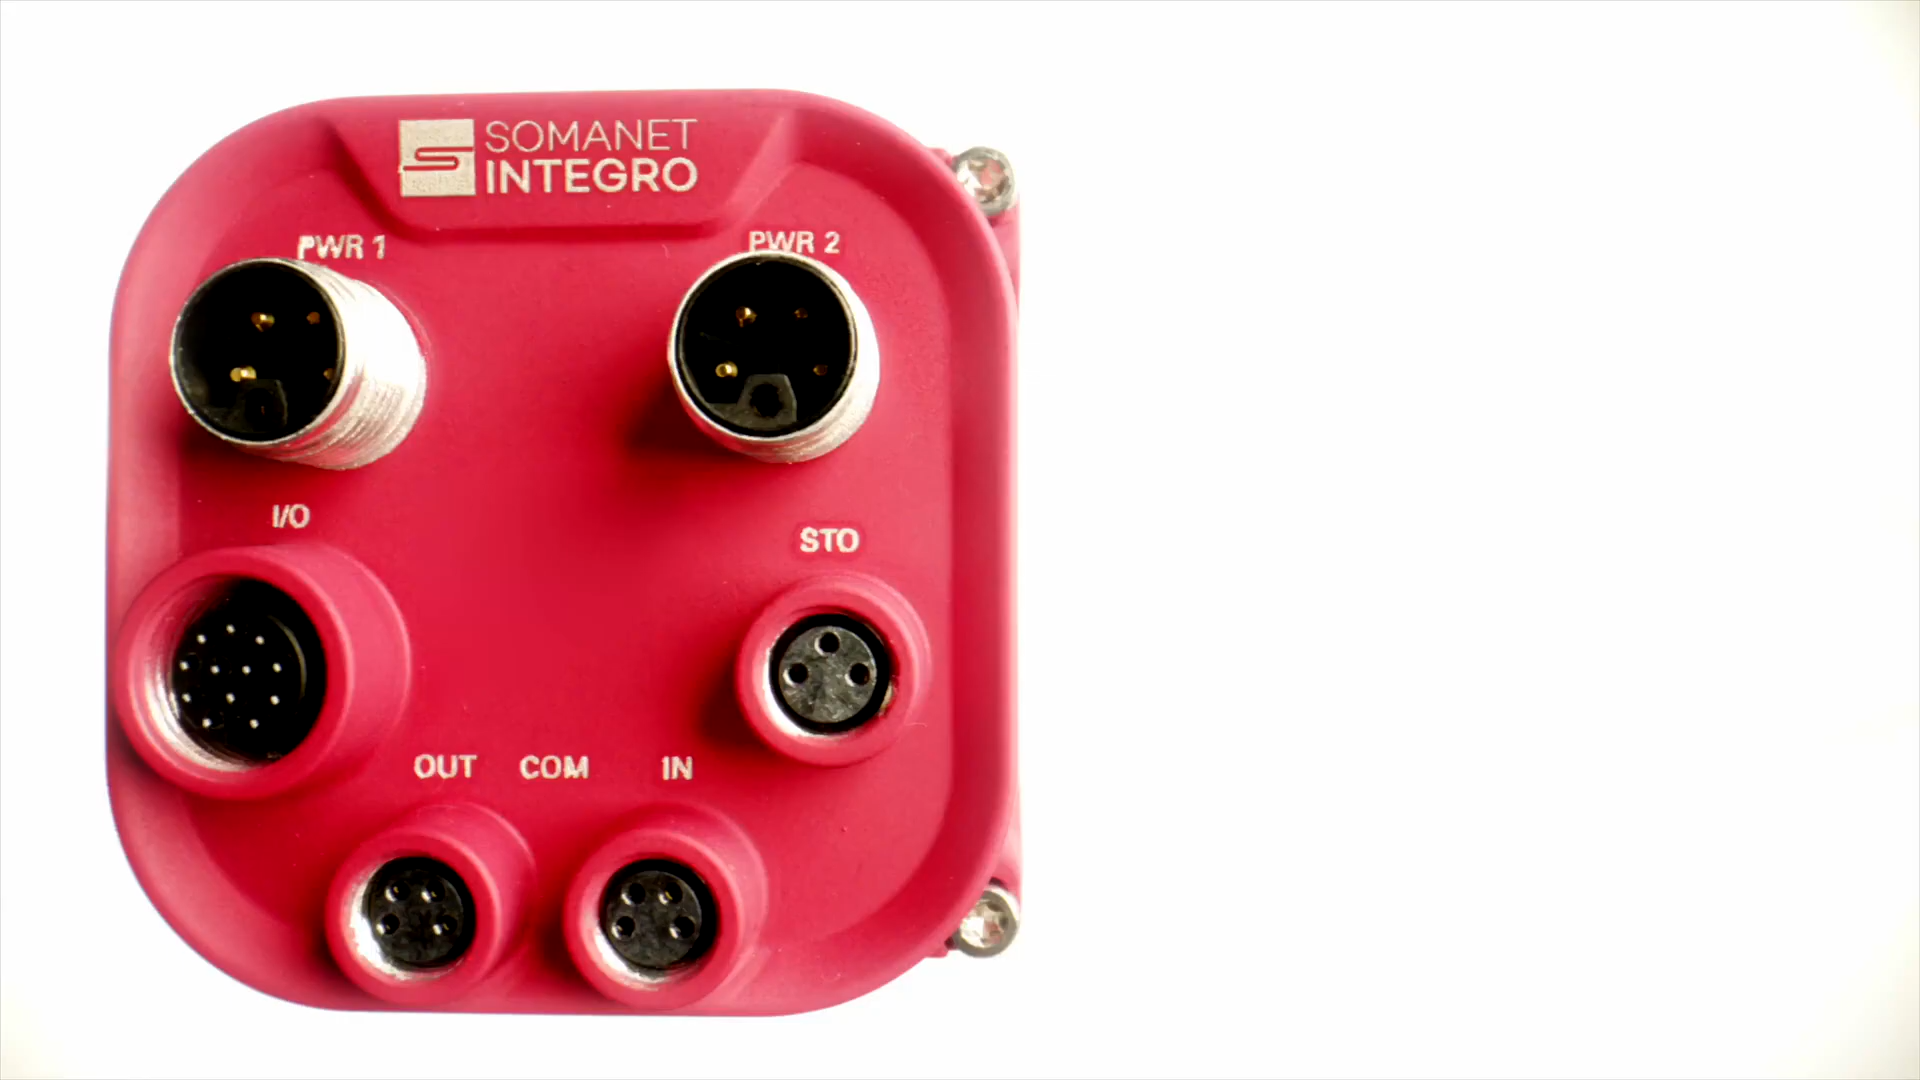 SOMANET
INTEGRO
PWR 1
PWR 2
I/O
STO
OUT COM IN